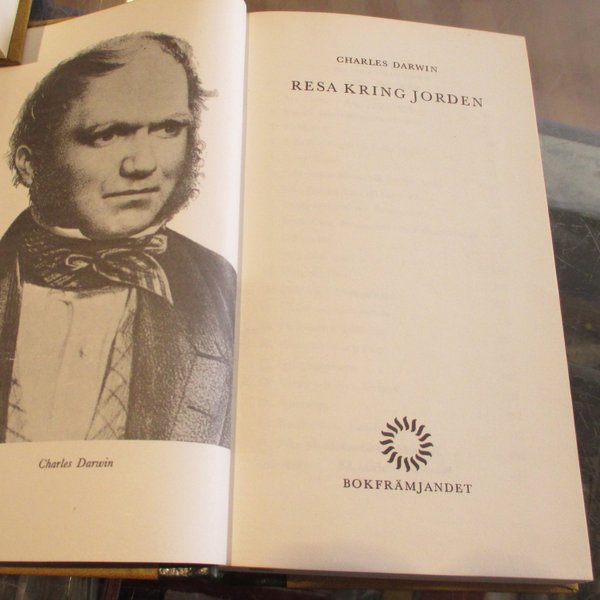 Charles Darwin
CHARLES DARWIN
RESA KRING JORDEN
BOKFRÄMJANDET